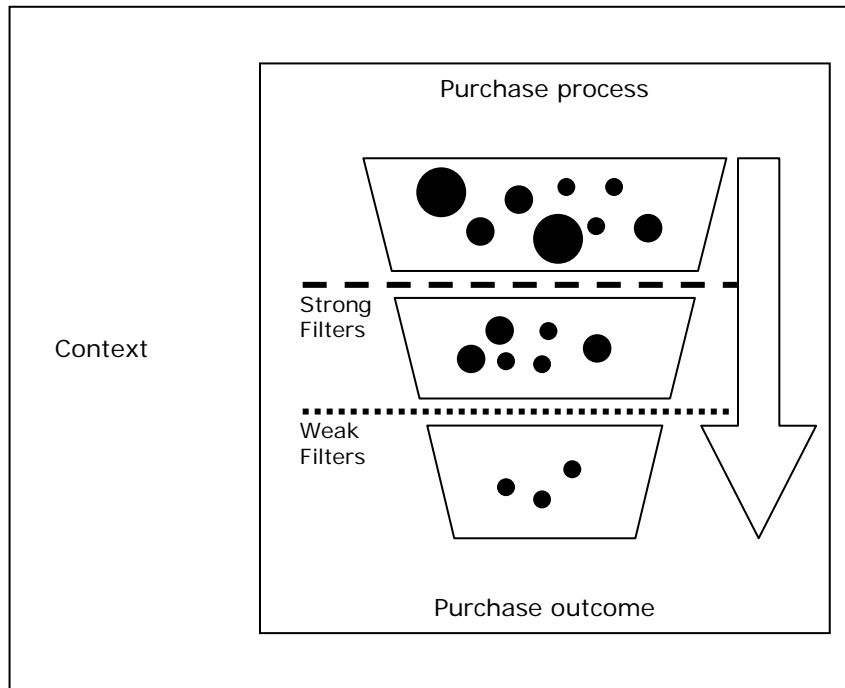 Purchase process
Strong
Filters
Context
Weak
Filters
Purchase outcome